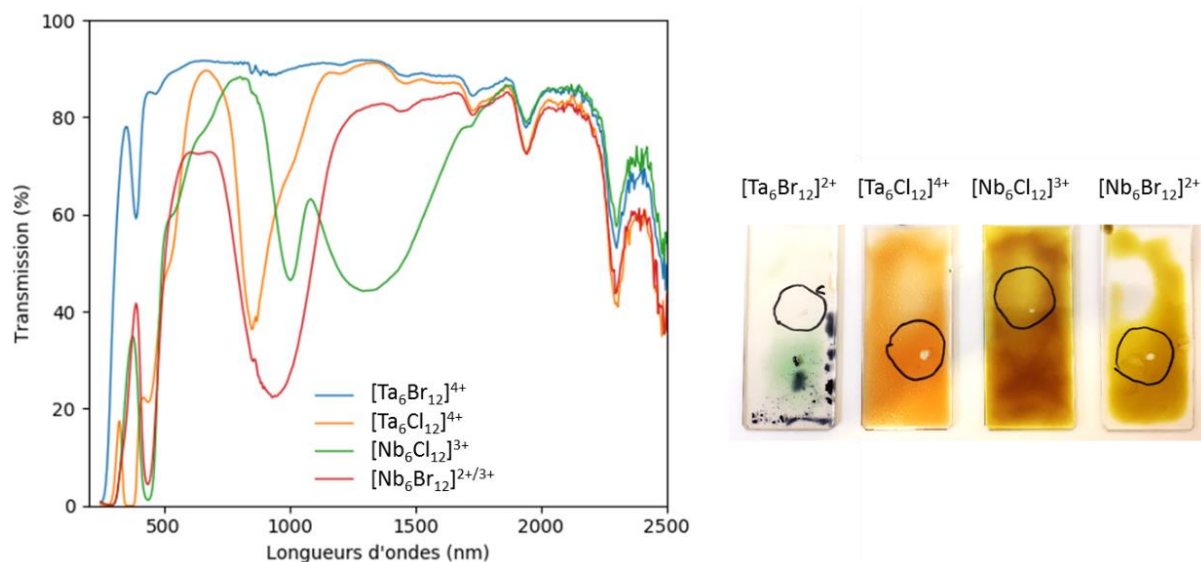 100
80
60
40
20
0
Transmission (%)
500
1000
1500
2000
2500
Longueurs d'ondes (nm)
[Ta₆Br₁₂]⁴⁺
[Ta₆Cl₁₂]⁴⁺
[Nb₆Cl₁₂]³⁺
[Nb₆Br₁₂]²⁺/³⁺
[Ta₆Br₁₂]²⁺ [Ta₆Cl₁₂]⁴⁺ [Nb₆Cl₁₂]³⁺ [Nb₆Br₁₂]²⁺